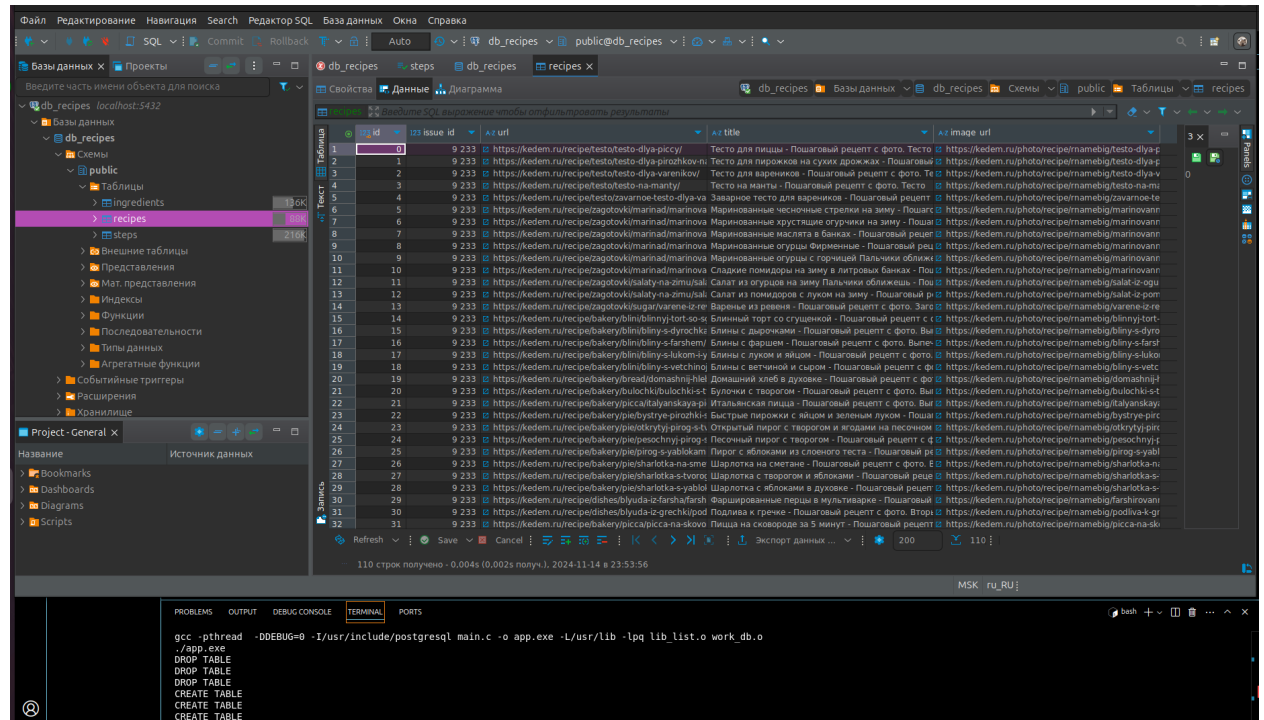 Файл Редактирование Навигация Search Редактор SQL База данных Окна Справка
SQL Commit Rollback Auto db_recipes public@db_recipes
Базы данных Проекты
db_recipes steps db_recipes recipes
Введите часть имени объекта для поиска
Свойства Данные Диаграмма db_recipes Базы данных db_recipes Схемы public Таблицы recipes
db_recipes localhost:5432
Базы данных
db_recipes
Схемы
public
Таблицы
ingredients 136K
recipes 88K
steps 216K
Внешние таблицы
Представления
Мат. представления
Индексы
Функции
Последовательности
Типы данных
Агрегатные функции
Событийные триггеры
Расширения
Хранилище
Project - General
Название Источник данных
Bookmarks
Dashboards
Diagrams
Scripts
recipes Введите SQL выражение чтобы отфильтровать результаты
Таблица
Текст
Запись
123 id 123 issue id A-z url A-z title A-z image url
1 0 9 233 https://kedem.ru/recipe/testo/testo-dlya-piccy/ Тесто для пиццы - Пошаговый рецепт с фото. Тесто https://kedem.ru/photo/recipe/rnamebig/testo-dlya-p
2 1 9 233 https://kedem.ru/recipe/testo/testo-dlya-pirozhkov-na Тесто для пирожков на сухих дрожжах - Пошаговый https://kedem.ru/photo/recipe/rnamebig/testo-dlya-p
3 2 9 233 https://kedem.ru/recipe/testo/testo-dlya-varenikov/ Тесто для вареников - Пошаговый рецепт с фото. Те https://kedem.ru/photo/recipe/rnamebig/testo-dlya-v
4 3 9 233 https://kedem.ru/recipe/testo/testo-na-manty/ Тесто на манты - Пошаговый рецепт с фото. Тесто https://kedem.ru/photo/recipe/rnamebig/testo-na-ma
5 4 9 233 https://kedem.ru/recipe/testo/zavarnoe-testo-dlya-va Заварное тесто для вареников - Пошаговый рецепт https://kedem.ru/photo/recipe/rnamebig/zavarnoe-te
6 5 9 233 https://kedem.ru/recipe/zagotovki/marinad/marinova Маринованные чесночные стрелки на зиму - Пошаго https://kedem.ru/photo/recipe/rnamebig/marinovann
7 6 9 233 https://kedem.ru/recipe/zagotovki/marinad/marinova Маринованные хрустящие огурчики на зиму - Поша https://kedem.ru/photo/recipe/rnamebig/marinovann
8 7 9 233 https://kedem.ru/recipe/zagotovki/marinad/marinova Маринованные маслята в банках - Пошаговый рецеп https://kedem.ru/photo/recipe/rnamebig/marinovann
9 8 9 233 https://kedem.ru/recipe/zagotovki/marinad/marinova Маринованные огурцы Фирменные - Пошаговый рец https://kedem.ru/photo/recipe/rnamebig/marinovann
10 9 9 233 https://kedem.ru/recipe/zagotovki/marinad/marinova Маринованные огурцы с горчицей Пальчики оближе https://kedem.ru/photo/recipe/rnamebig/marinovann
11 10 9 233 https://kedem.ru/recipe/zagotovki/marinad/marinova Сладкие помидоры на зиму в литровых банках - Пош https://kedem.ru/photo/recipe/rnamebig/marinovann
12 11 9 233 https://kedem.ru/recipe/zagotovki/salaty-na-zimu/sala Салат из огурцов на зиму Пальчики оближешь - Пош https://kedem.ru/photo/recipe/rnamebig/salat-iz-ogu
13 12 9 233 https://kedem.ru/recipe/zagotovki/salaty-na-zimu/sala Салат из помидоров с луком на зиму - Пошаговый ре https://kedem.ru/photo/recipe/rnamebig/salat-iz-pom
14 13 9 233 https://kedem.ru/recipe/zagotovki/sugar/varene-iz-re Варенье из ревеня - Пошаговый рецепт с фото. Заго https://kedem.ru/photo/recipe/rnamebig/varene-iz-re
15 14 9 233 https://kedem.ru/recipe/bakery/blini/blinnyj-tort-so-s Блинный торт со сгущенкой - Пошаговый рецепт с https://kedem.ru/photo/recipe/rnamebig/blinnyj-tort-
16 15 9 233 https://kedem.ru/recipe/bakery/blini/bliny-s-dyrochka Блины с дырочками - Пошаговый рецепт с фото. Вы https://kedem.ru/photo/recipe/rnamebig/bliny-s-dyro
17 16 9 233 https://kedem.ru/recipe/bakery/blini/bliny-s-farshem/ Блины с фаршем - Пошаговый рецепт с фото. Выпеч https://kedem.ru/photo/recipe/rnamebig/bliny-s-farsh
18 17 9 233 https://kedem.ru/recipe/bakery/blini/bliny-s-lukom-i-y Блины с луком и яйцом - Пошаговый рецепт с фото. https://kedem.ru/photo/recipe/rnamebig/bliny-s-luko
19 18 9 233 https://kedem.ru/recipe/bakery/blini/bliny-s-vetchinoj Блины с ветчиной и сыром - Пошаговый рецепт с фо https://kedem.ru/photo/recipe/rnamebig/bliny-s-vetc
20 19 9 233 https://kedem.ru/recipe/bakery/bread/domashnij-hleb Домашний хлеб в духовке - Пошаговый рецепт с фо https://kedem.ru/photo/recipe/rnamebig/domashnij-h
21 20 9 233 https://kedem.ru/recipe/bakery/bulochki/bulochki-s-t Булочки с творогом - Пошаговый рецепт с фото. Вы https://kedem.ru/photo/recipe/rnamebig/bulochki-s-t
22 21 9 233 https://kedem.ru/recipe/bakery/picca/italyanskaya-pi Итальянская пицца - Пошаговый рецепт с фото. Вы https://kedem.ru/photo/recipe/rnamebig/italyanskay
23 22 9 233 https://kedem.ru/recipe/bakery/pie/bystrye-pirozhki-s Быстрые пирожки с яйцом и зеленым луком - Поша https://kedem.ru/photo/recipe/rnamebig/bystrye-piro
24 23 9 233 https://kedem.ru/recipe/bakery/pie/otkrytyj-pirog-s-tv Открытый пирог с творогом и ягодами на песочном https://kedem.ru/photo/recipe/rnamebig/otkrytyj-piro
25 24 9 233 https://kedem.ru/recipe/bakery/pie/pesochnyj-pirog-s Песочный пирог с творогом - Пошаговый рецепт с ф https://kedem.ru/photo/recipe/rnamebig/pesochnyj-p
26 25 9 233 https://kedem.ru/recipe/bakery/pie/pirog-s-yablokam Пирог с яблоками из слоеного теста - Пошаговый ре https://kedem.ru/photo/recipe/rnamebig/pirog-s-yabl
27 26 9 233 https://kedem.ru/recipe/bakery/pie/sharlotka-na-sme Шарлотка на сметане - Пошаговый рецепт с фото. В https://kedem.ru/photo/recipe/rnamebig/sharlotka-na
28 27 9 233 https://kedem.ru/recipe/bakery/pie/sharlotka-s-tvorog Шарлотка с творогом и яблоками - Пошаговый реце https://kedem.ru/photo/recipe/rnamebig/sharlotka-s-
29 28 9 233 https://kedem.ru/recipe/bakery/pie/sharlotka-s-yablok Шарлотка с яблоками в духовке - Пошаговый рецепт https://kedem.ru/photo/recipe/rnamebig/sharlotka-s-
30 29 9 233 https://kedem.ru/recipe/dishes/blyuda-iz-farsha/farsh Фаршированные перцы в мультиварке - Пошаговый https://kedem.ru/photo/recipe/rnamebig/farshirovann
31 30 9 233 https://kedem.ru/recipe/dishes/blyuda-iz-grechki/pod Подлива к гречке - Пошаговый рецепт с фото. Вторы https://kedem.ru/photo/recipe/rnamebig/podliva-k-gr
32 31 9 233 https://kedem.ru/recipe/bakery/picca/picca-na-skovo Пицца на сковороде за 5 минут - Пошаговый рецепт https://kedem.ru/photo/recipe/rnamebig/picca-na-sk
3
0
Panels
Refresh Save Cancel Экспорт данных ... 200 110
110 строк получено - 0,004s (0,002s получ.), 2024-11-14 в 23:53:56
MSK ru_RU
PROBLEMS OUTPUT DEBUG CONSOLE TERMINAL PORTS bash
gcc -pthread -DDEBUG=0 -I/usr/include/postgresql main.c -o app.exe -L/usr/lib -lpq lib_list.o work_db.o
./app.exe
DROP TABLE
DROP TABLE
DROP TABLE
CREATE TABLE
CREATE TABLE
CREATE TABLE